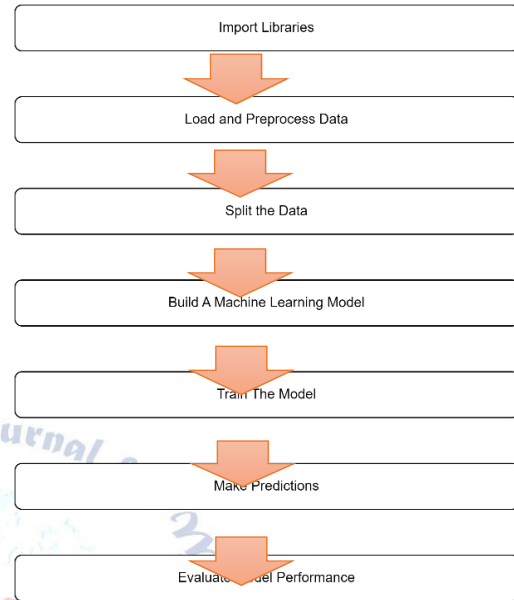 Import Libraries
Load and Preprocess Data
Split the Data
Build A Machine Learning Model
Train The Model
urnal
Make Predictions
Evaluate Model Performance